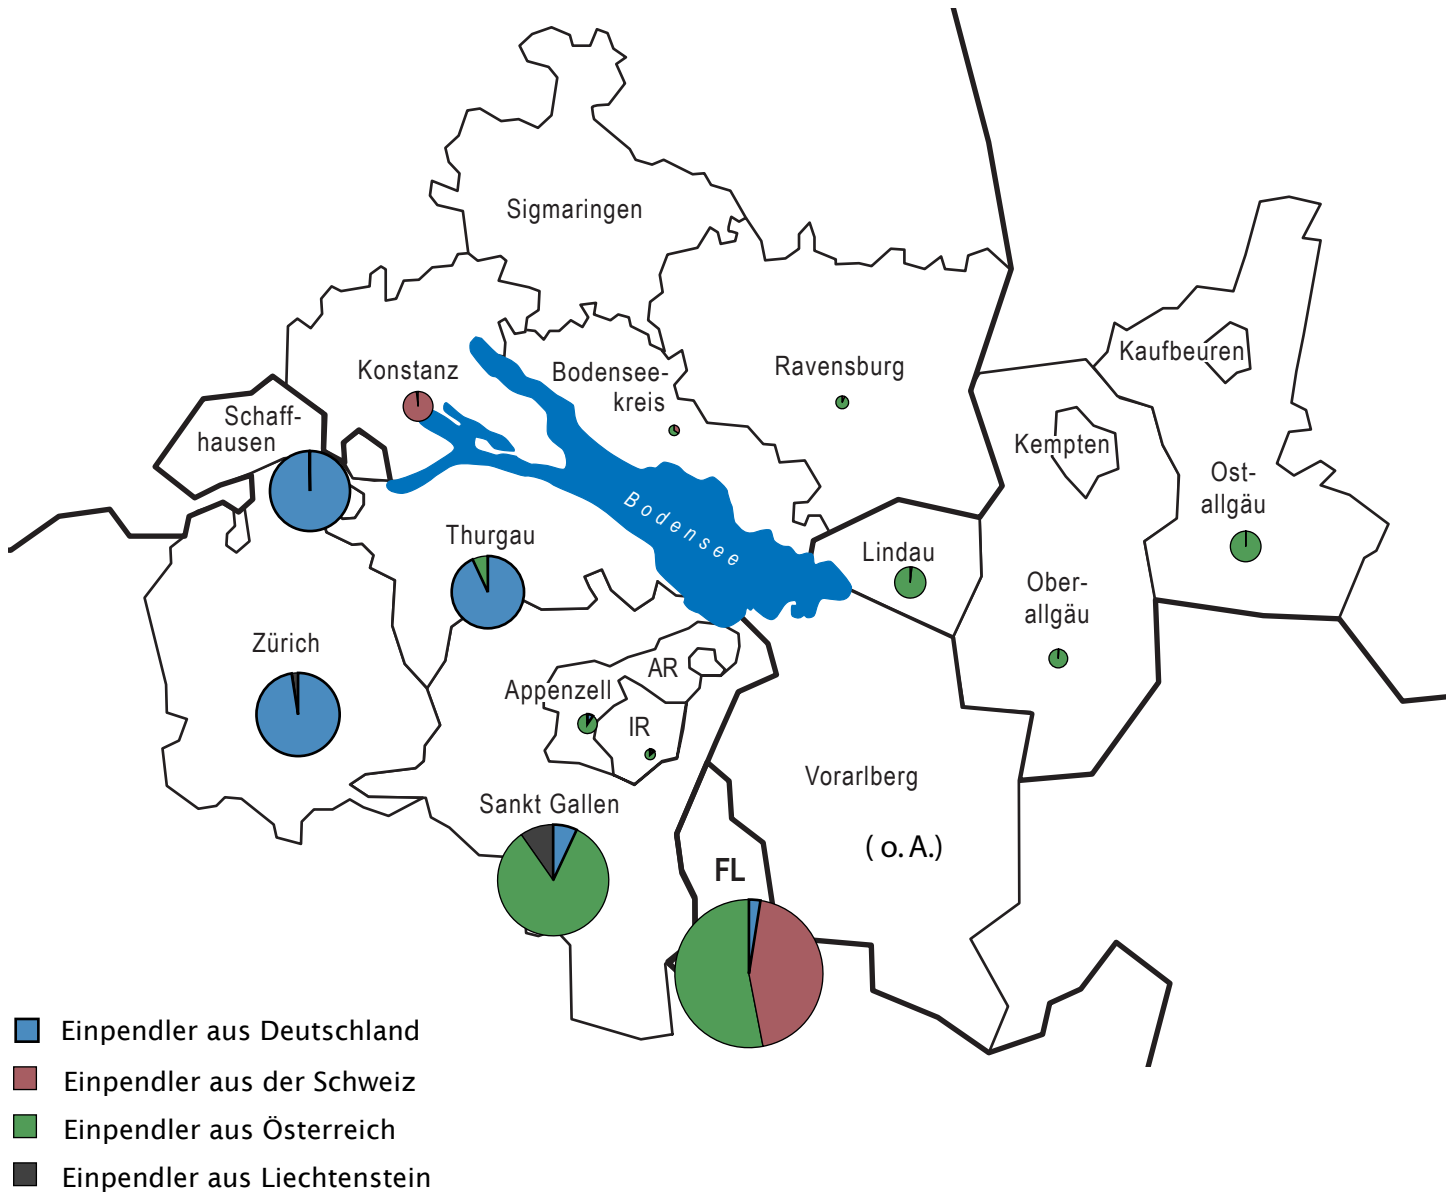 Sigmaringen
Konstanz
Bodensee-
kreis
Ravensburg
Kaufbeuren
Schaff-
hausen
Kempten
Ost-
allgäu
Bodensee
Thurgau
Lindau
Ober-
allgäu
Zürich
AR
Appenzell
IR
Vorarlberg
Sankt Gallen
( o. A.)
FL
Einpendler aus Deutschland
Einpendler aus der Schweiz
Einpendler aus Österreich
Einpendler aus Liechtenstein